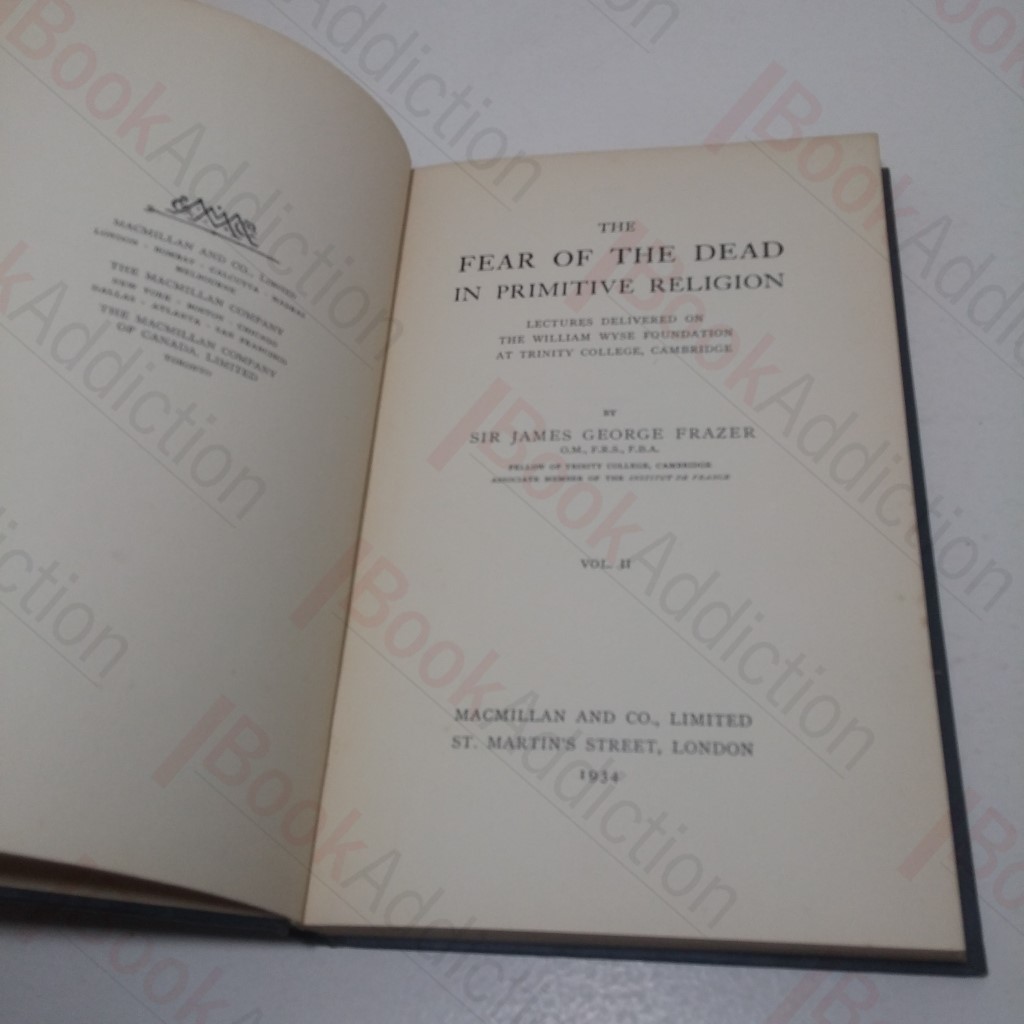 MACMILLAN AND CO., LIMITED
LONDON · BOMBAY · CALCUTTA · MADRAS
MELBOURNE
THE MACMILLAN COMPANY
NEW YORK · BOSTON · CHICAGO
DALLAS · ATLANTA · SAN FRANCISCO
THE MACMILLAN COMPANY
OF CANADA, LIMITED
TORONTO
THE
FEAR OF THE DEAD
IN PRIMITIVE RELIGION
LECTURES DELIVERED ON
THE WILLIAM WYSE FOUNDATION
AT TRINITY COLLEGE, CAMBRIDGE
BY
SIR JAMES GEORGE FRAZER
O.M., F.R.S., F.B.A.
FELLOW OF TRINITY COLLEGE, CAMBRIDGE
ASSOCIATE MEMBER OF THE INSTITUT DE FRANCE
VOL. II
MACMILLAN AND CO., LIMITED
ST. MARTIN'S STREET, LONDON
1934
BookAddiction